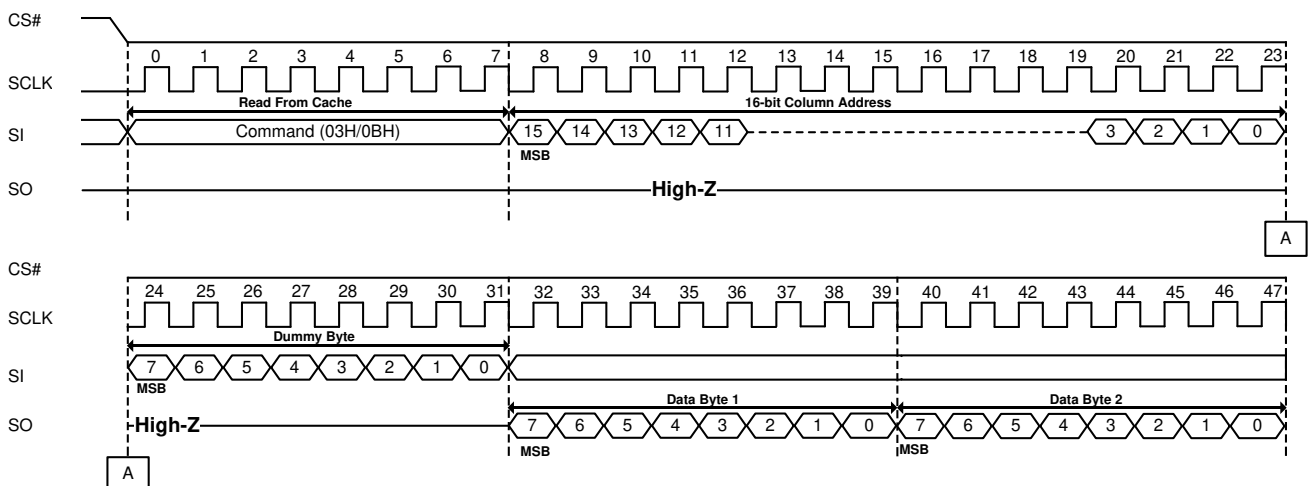 CS#
0 1 2 3 4 5 6 7 8 9 10 11 12 13 14 15 16 17 18 19 20 21 22 23
SCLK
Read From Cache 16-bit Column Address
SI Command (03H/0BH) 15 14 13 12 11 3 2 1 0
MSB
SO High-Z
A
CS#
24 25 26 27 28 29 30 31 32 33 34 35 36 37 38 39 40 41 42 43 44 45 46 47
SCLK
Dummy Byte
SI 7 6 5 4 3 2 1 0
MSB
Data Byte 1 Data Byte 2
SO High-Z 7 6 5 4 3 2 1 0 7 6 5 4 3 2 1 0
MSB MSB
A